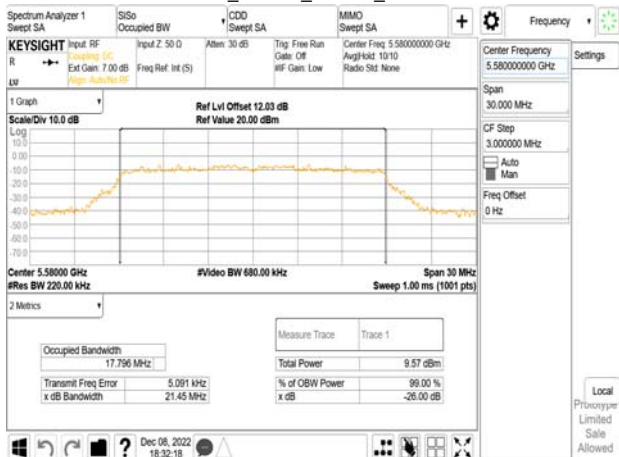 Spectrum Analyzer 1
Swept SA
SiSo
Occupied BW
CDD
Swept SA
MIMO
Swept SA
Frequency
KEYSIGHT
R
Input: RF
Coupling: DC
Ext Gain: 7.00 dB
Align: Auto/No RF
Input Z: 50 Ω
Freq Ref: Int (S)
Atten: 30 dB
Trig: Free Run
Gate: Off
#IF Gain: Low
Center Freq: 5.580000000 GHz
Avg|Hold: 10/10
Radio Std: None
1 Graph
Scale/Div 10.0 dB
Ref Lvl Offset 12.03 dB
Ref Value 20.00 dBm
Log
10.0
0.00
-10.0
-20.0
-30.0
-40.0
-50.0
-60.0
-70.0
Center 5.58000 GHz
#Res BW 220.00 kHz
#Video BW 680.00 kHz
Span 30 MHz
Sweep 1.00 ms (1001 pts)
2 Metrics
Measure Trace Trace 1
Occupied Bandwidth
17.796 MHz
Total Power 9.57 dBm
Transmit Freq Error 5.091 kHz
% of OBW Power 99.00 %
x dB Bandwidth 21.45 MHz
x dB -26.00 dB
Dec 08, 2022
18:32:18
Center Frequency
5.580000000 GHz
Settings
Span
30.000 MHz
CF Step
3.000000 MHz
Auto
Man
Freq Offset
0 Hz
Local
Prototype
Limited
Sale
Allowed